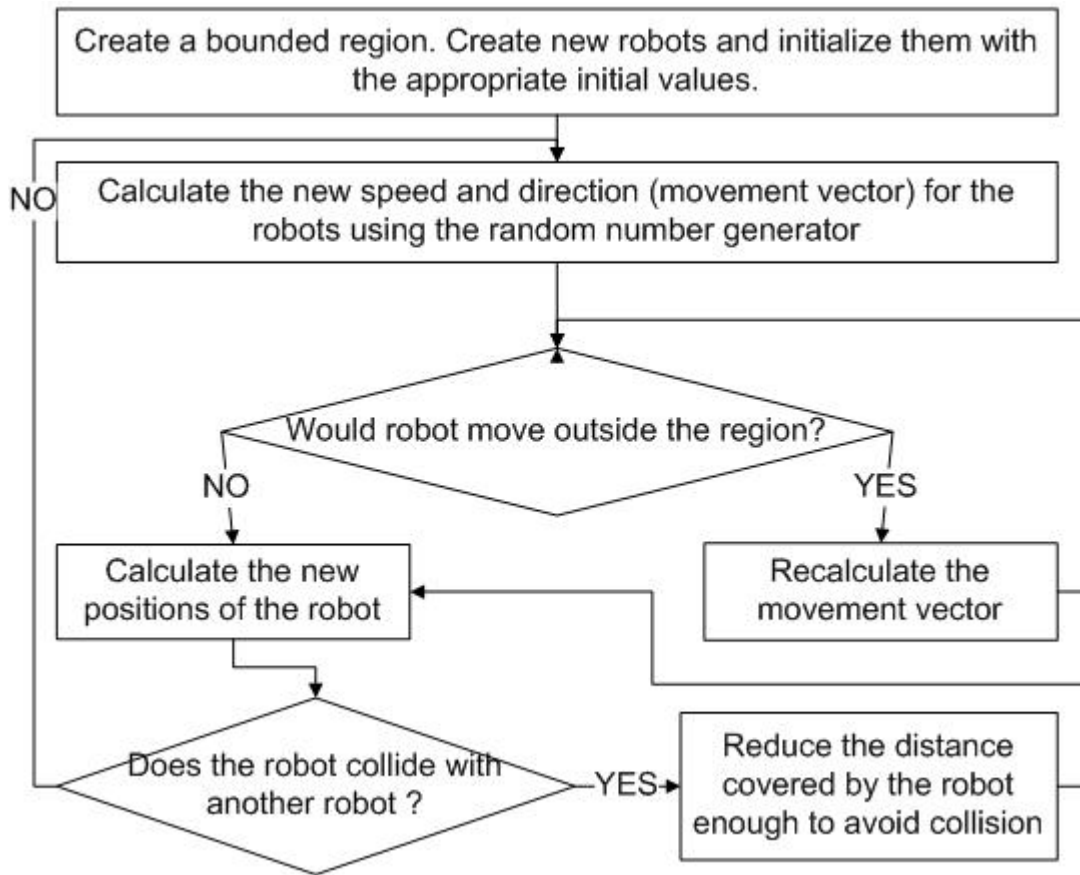 Create a bounded region. Create new robots and initialize them with
the appropriate initial values.
NO
Calculate the new speed and direction (movement vector) for the
robots using the random number generator
Would robot move outside the region?
NO
YES
Calculate the new
positions of the robot
Recalculate the
movement vector
Does the robot collide with
another robot ?
YES
Reduce the distance
covered by the robot
enough to avoid collision